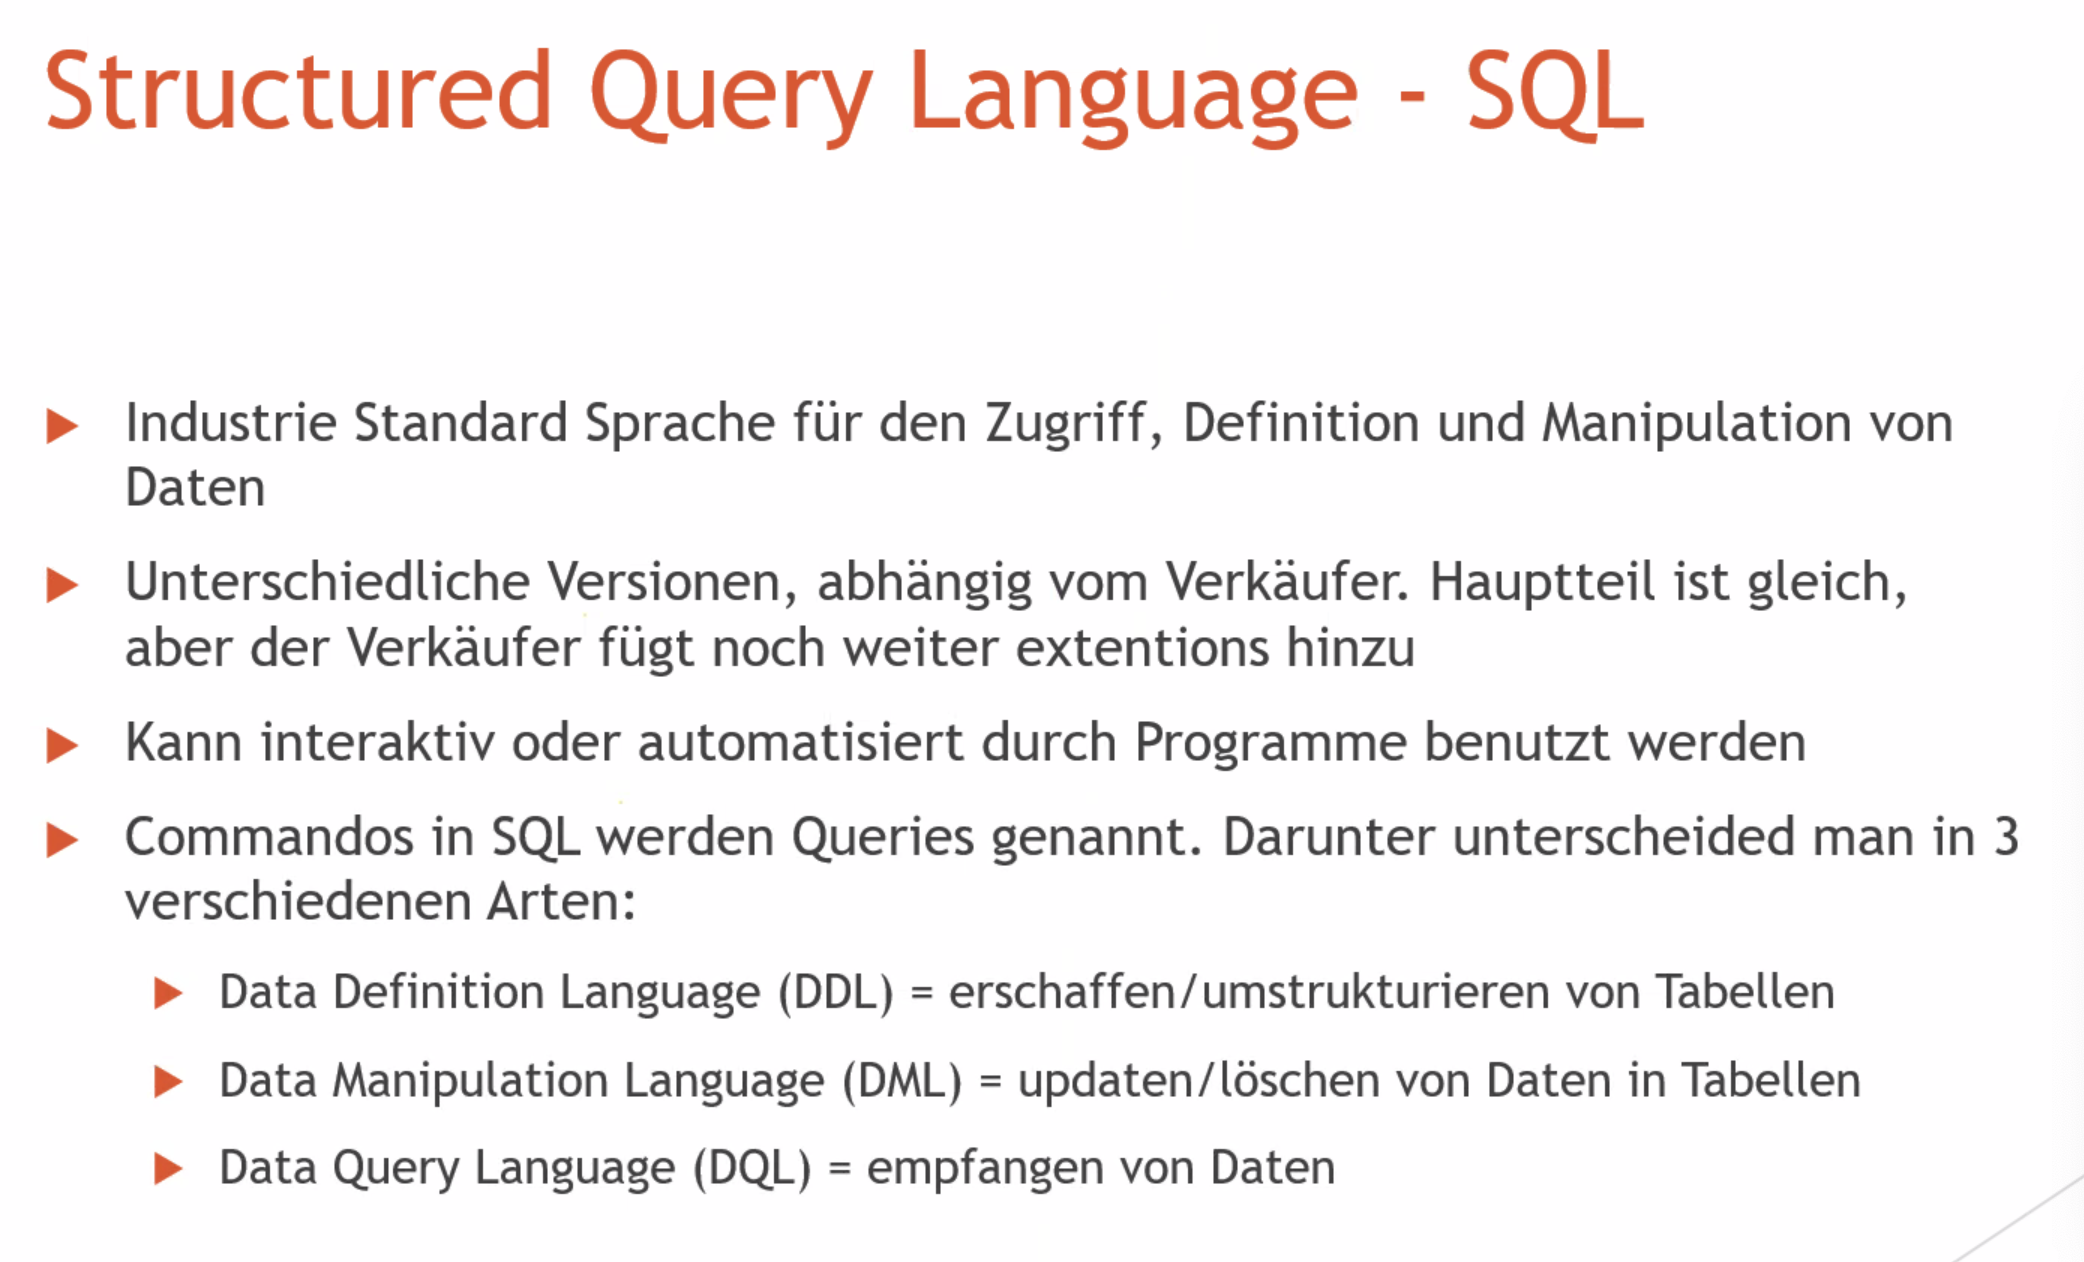 Structured Query Language - SQL
Industrie Standard Sprache für den Zugriff, Definition und Manipulation von
Daten
Unterschiedliche Versionen, abhängig vom Verkäufer. Hauptteil ist gleich,
aber der Verkäufer fügt noch weiter extentions hinzu
Kann interaktiv oder automatisiert durch Programme benutzt werden
Commandos in SQL werden Queries genannt. Darunter unterscheided man in 3
verschiedenen Arten:
Data Definition Language (DDL) = erschaffen/umstrukturieren von Tabellen
Data Manipulation Language (DML) = updaten/löschen von Daten in Tabellen
Data Query Language (DQL) = empfangen von Daten